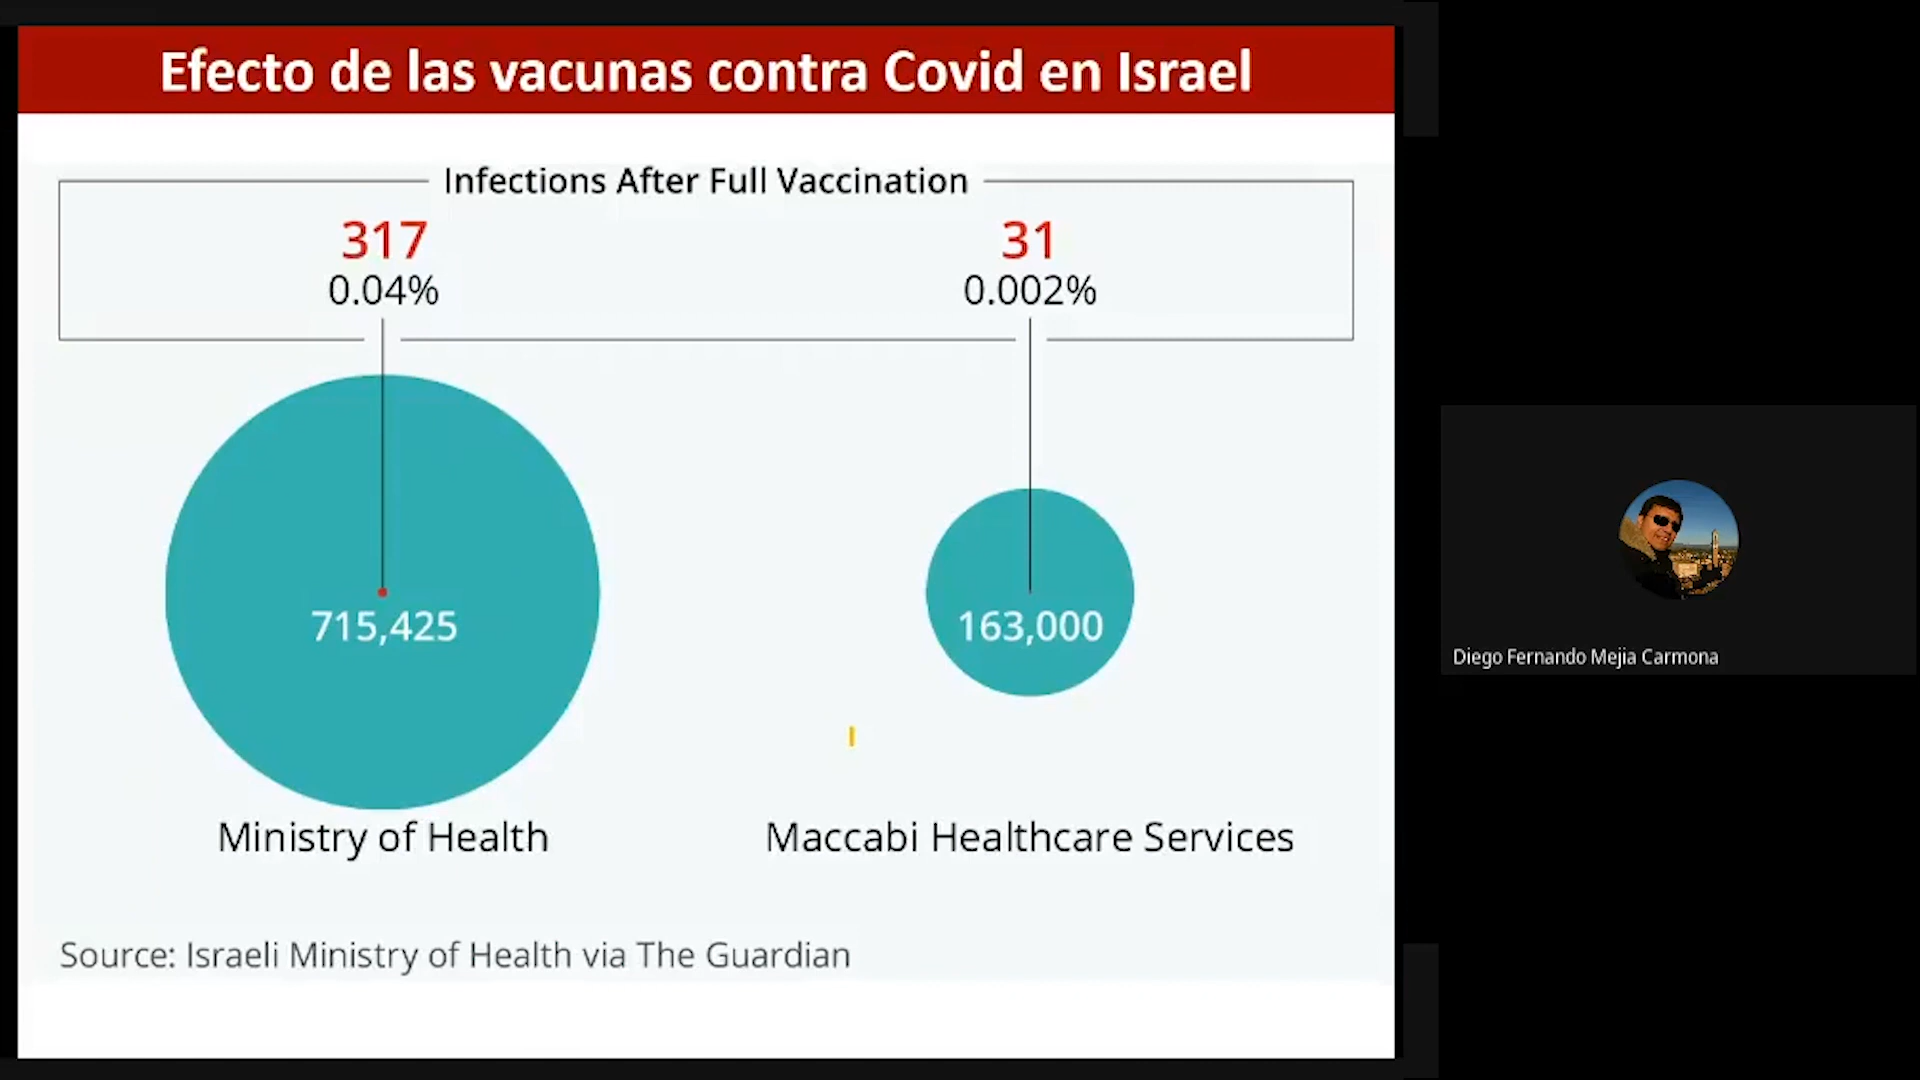 Efecto de las vacunas contra Covid en Israel
Infections After Full Vaccination
317
0.04%
31
0.002%
715,425
163,000
Ministry of Health
Maccabi Healthcare Services
Source: Israeli Ministry of Health via The Guardian
Diego Fernando Mejia Carmona